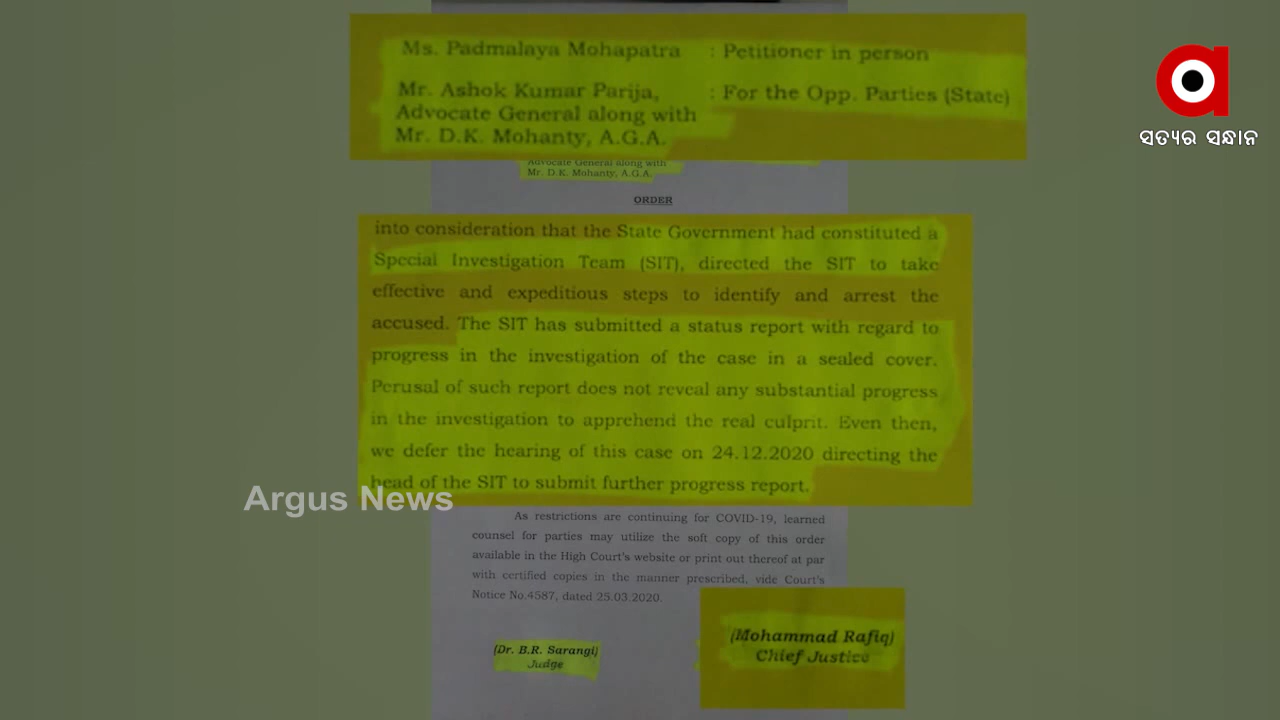 Ms. Padmalaya Mohapatra : Petitioner in person
Mr. Ashok Kumar Parija, : For the Opp. Parties (State)
Advocate General along with
Mr. D.K. Mohanty, A.G.A.
ସତ୍ୟର ସନ୍ଧାନ
Advocate General along with
Mr. D.K. Mohanty, A.G.A.
ORDER
into consideration that the State Government had constituted a
Special Investigation Team (SIT), directed the SIT to take
effective and expeditious steps to identify and arrest the
accused. The SIT has submitted a status report with regard to
progress in the investigation of the case in a sealed cover.
Perusal of such report does not reveal any substantial progress
in the investigation to apprehend the real culprit. Even then,
we defer the hearing of this case on 24.12.2020 directing the
head of the SIT to submit further progress report.
Argus News
As restrictions are continuing for COVID-19, learned
counsel for parties may utilize the soft copy of this order
available in the High Court's website or print out thereof at par
with certified copies in the manner prescribed, vide Court's
Notice No.4587, dated 25.03.2020.
(Dr. B.R. Sarangi)
Judge
(Mohammad Rafiq)
Chief Justice